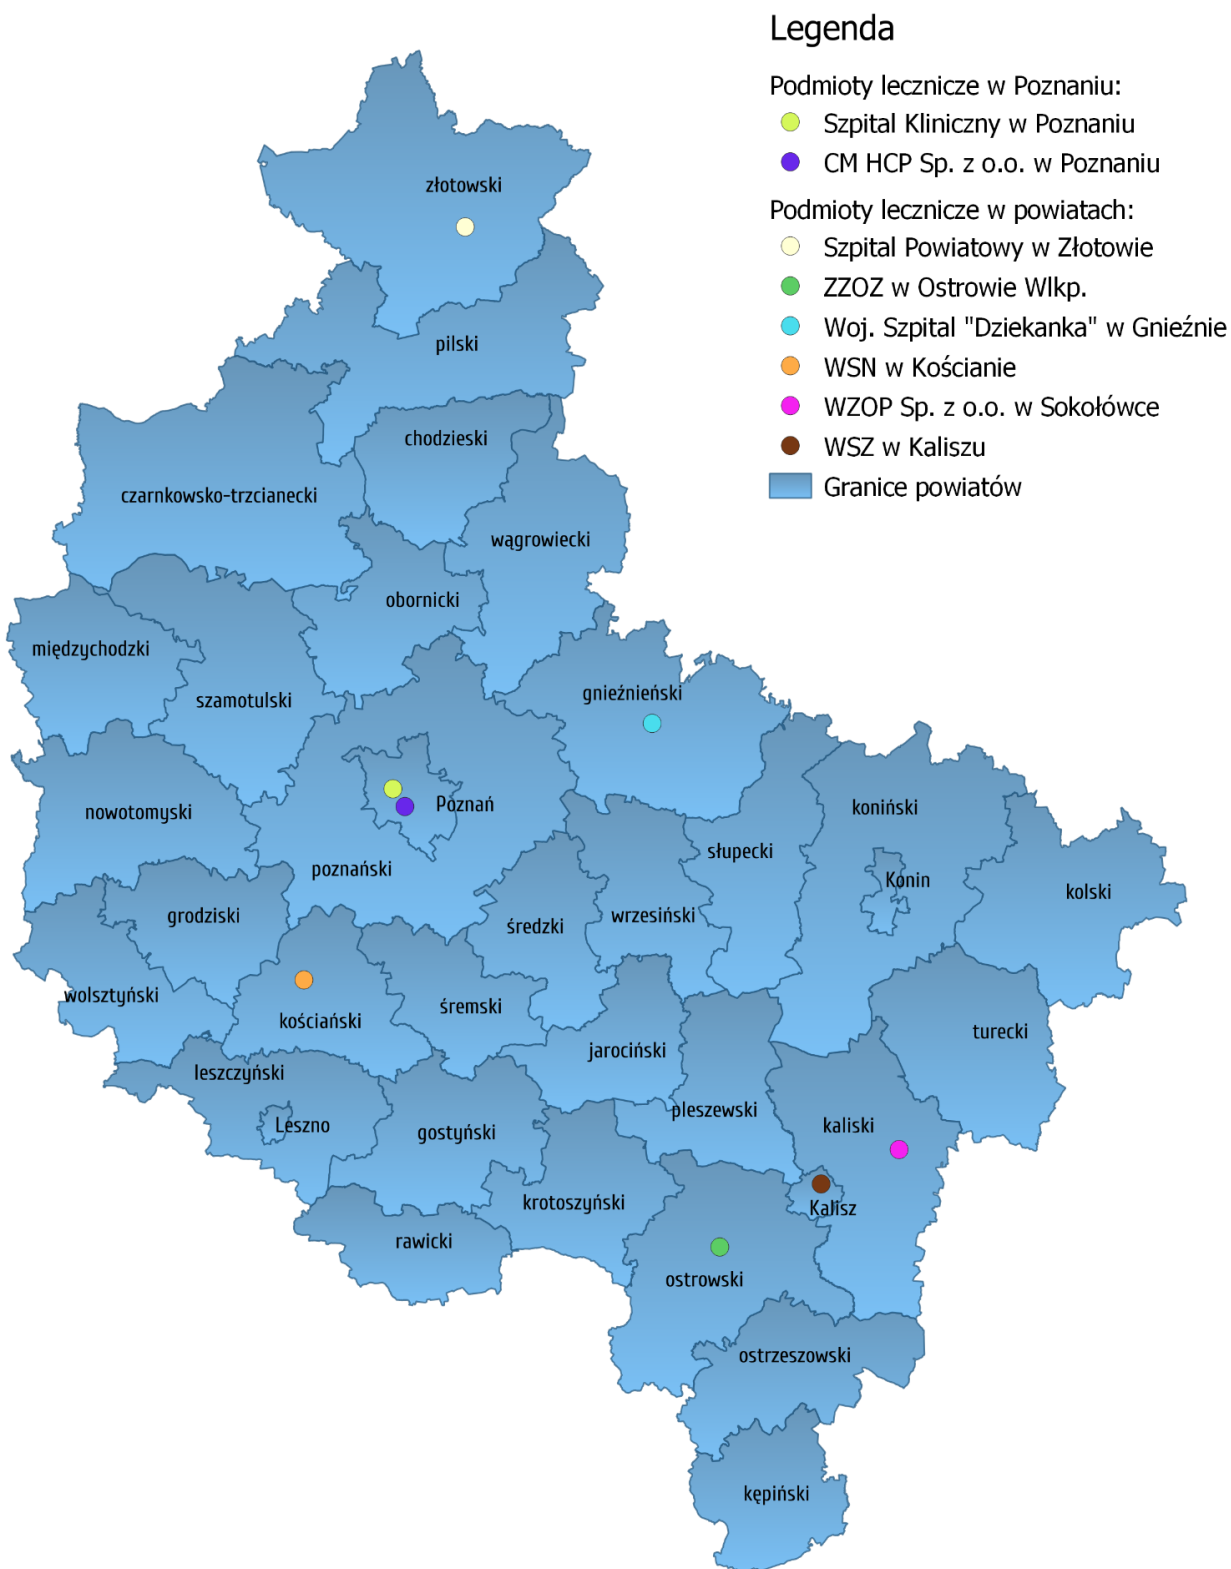 Legenda
Podmioty lecznicze w Poznaniu:
Szpital Kliniczny w Poznaniu
CM HCP Sp. z o.o. w Poznaniu
Podmioty lecznicze w powiatach:
Szpital Powiatowy w Złotowie
ZZOZ w Ostrowie Wlkp.
Woj. Szpital "Dziekanka" w Gnieźnie
WSN w Kościanie
WZOP Sp. z o.o. w Sokołówce
WSZ w Kaliszu
Granice powiatów
złotowski
pilski
chodzieski
czarnkowsko-trzcianecki
wągrowiecki
obornicki
międzychodzki
szamotulski
gnieźnieński
nowotomyski
Poznań
koniński
poznański
słupecki
Konin
kolski
grodziski
wrzesiński
średzki
wolsztyński
kościański
śremski
turecki
jarociński
leszczyński
pleszewski
Leszno
gostyński
kaliski
krotoszyński
Kalisz
rawicki
ostrowski
ostrzeszowski
kępiński